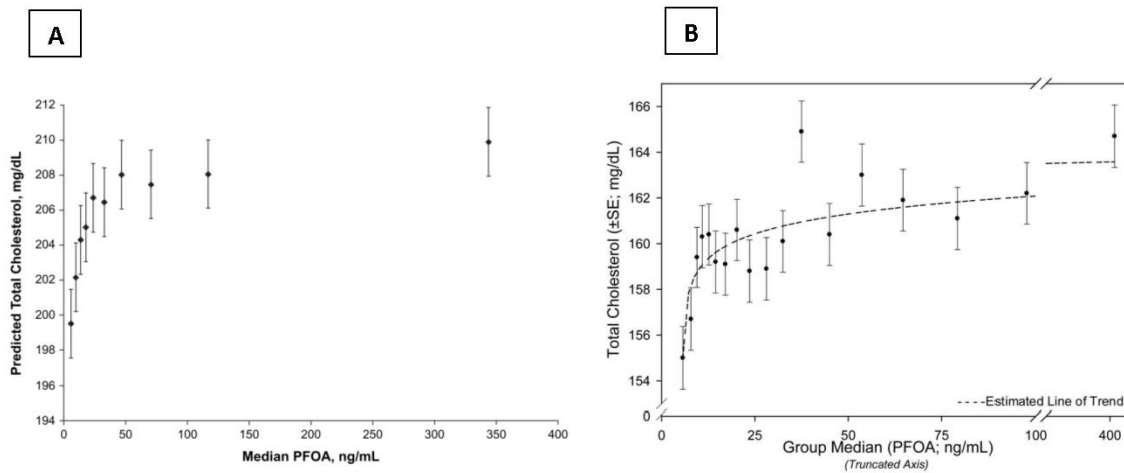 A
212
210
208
206
204
202
200
198
196
194
Predicted Total Cholesterol, mg/dL
0 50 100 150 200 250 300 350 400
Median PFOA, ng/mL
B
166
164
162
160
158
156
154
0
Total Cholesterol (±SE; mg/dL)
-----Estimated Line of Trend
0 25 50 75 100 400
Group Median (PFOA; ng/mL)
(Truncated Axis)